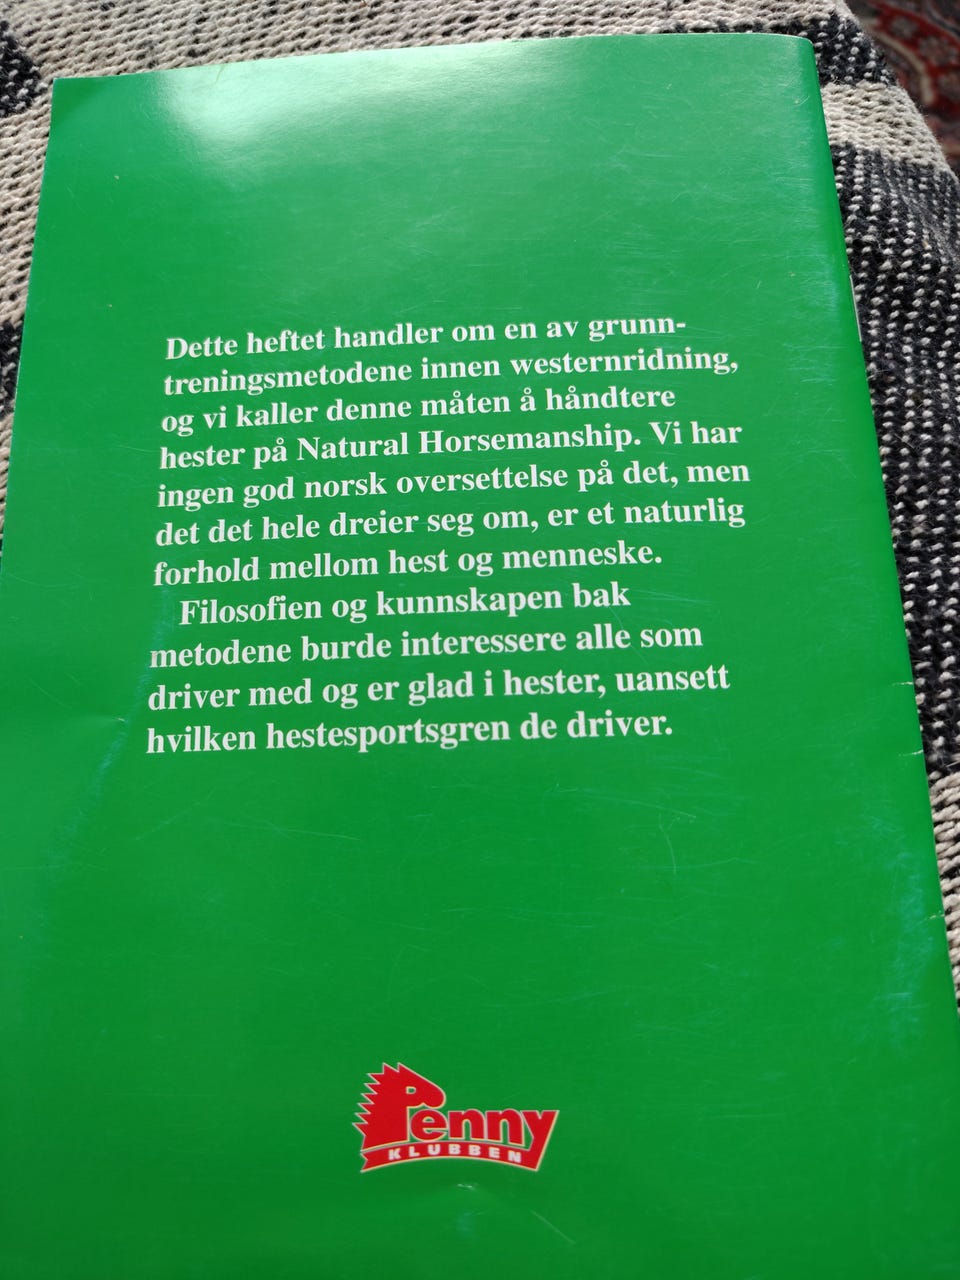 Dette heftet handler om en av grunn-
treningsmetodene innen westernridning,
og vi kaller denne måten å håndtere
hester på Natural Horsemanship. Vi har
ingen god norsk oversettelse på det, men
det det hele dreier seg om, er et naturlig
forhold mellom hest og menneske.
Filosofien og kunnskapen bak
metodene burde interessere alle som
driver med og er glad i hester, uansett
hvilken hestesportsgren de driver.
Penny
KLUBBEN